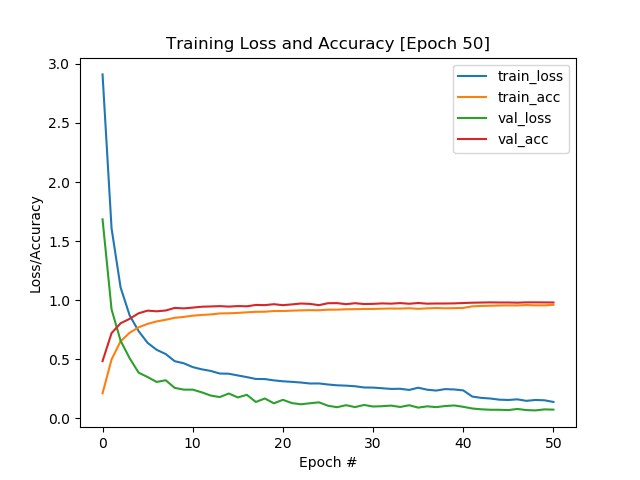 Training Loss and Accuracy [Epoch 50]
3.0
2.5
2.0
1.5
1.0
0.5
0.0
Loss/Accuracy
train_loss
train_acc
val_loss
val_acc
0
10
20
30
40
50
Epoch #